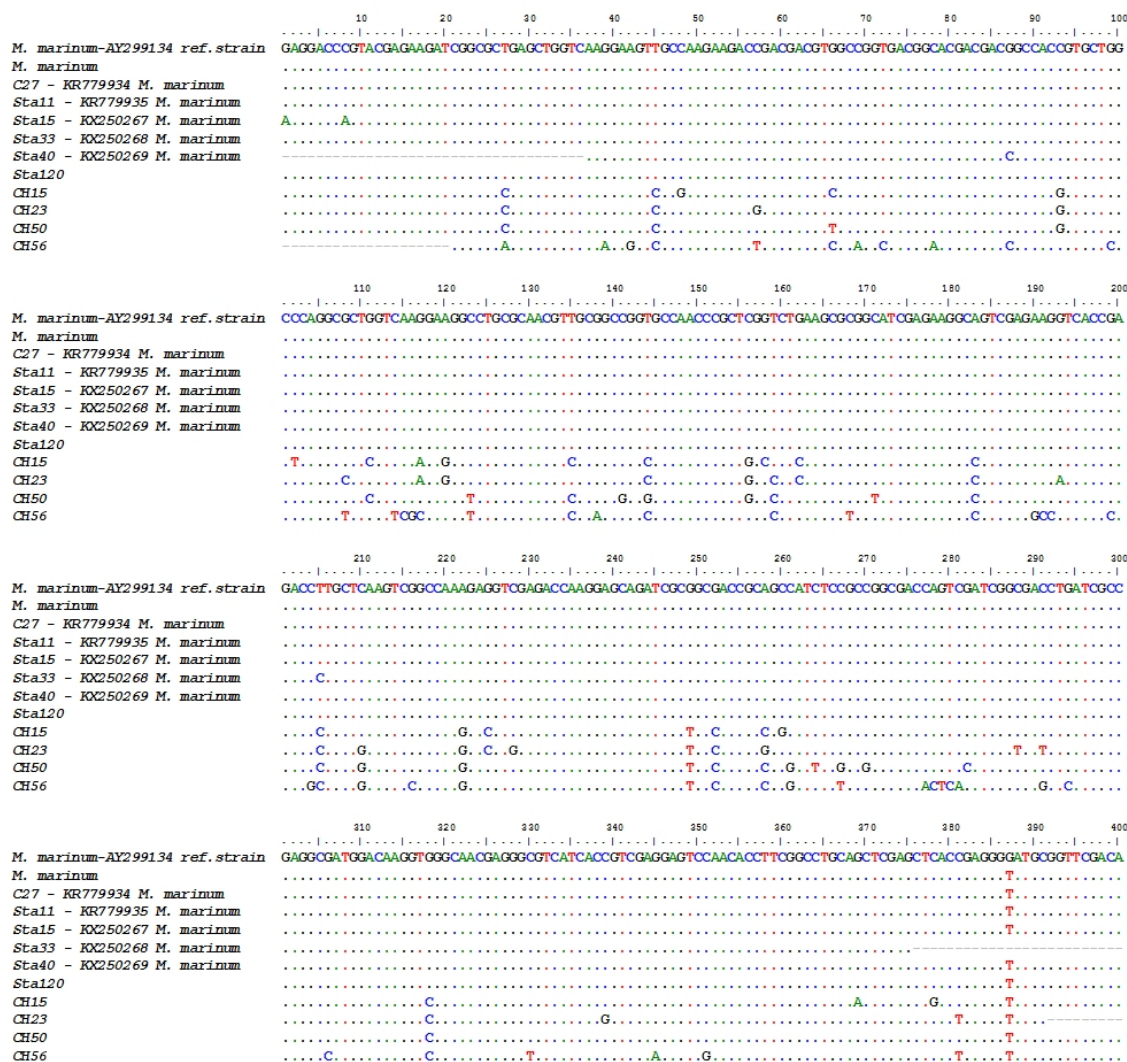 10 20 30 40 50 60 70 80 90 100
M. marinum-AY299134 ref.strain GAGGACCCGTACGAGAAGATCGGCGCTGAGCTGGTCAAGGAAGTTGCCAAGAAGACCGACGACGTGGCCGGTGACGGCACGACGACGGCCACCGTGCTGG
M. marinum
C27 - KR779934 M. marinum
Sta11 - KR779935 M. marinum
Sta15 - KX250267 M. marinum A A
Sta33 - KX250268 M. marinum
Sta40 - KX250269 M. marinum C
Sta120
CH15 C C G C G
CH23 C C G G
CH50 C C T G
CH56 A A G C T C A C A C C
110 120 130 140 150 160 170 180 190 200
M. marinum-AY299134 ref.strain CCCAGGCGCTGGTCAAGGAAGGCCTGCGCAACGTTGCGGCCGGTGCCAACCCGCTCGGTCTGAAGCGCGGCATCGAGAAGGCAGTCGAGAAGGTCACCGA
M. marinum
C27 - KR779934 M. marinum
Sta11 - KR779935 M. marinum
Sta15 - KX250267 M. marinum
Sta33 - KX250268 M. marinum
Sta40 - KX250269 M. marinum
Sta120
CH15 T C A G C C G C C C
CH23 C A G C G C C C A
CH50 C T C G G G C T C
CH56 T TCGC T C A C C T C GCC C
210 220 230 240 250 260 270 280 290 300
M. marinum-AY299134 ref.strain GACCTTGCTCAAGTCGGCCAAAGAGGTCGAGACCAAGGAGCAGATCGCGGCGACCGCAGCCATCTCCGCCGGCGACCAGTCGATCGGCGACCTGATCGCC
M. marinum
C27 - KR779934 M. marinum
Sta11 - KR779935 M. marinum
Sta15 - KX250267 M. marinum
Sta33 - KX250268 M. marinum C
Sta40 - KX250269 M. marinum
Sta120
CH15 C G C T C C G
CH23 C G G C G T C G T T
CH50 C G G T C C G T G G C
CH56 GC G C G T C C G T ACTCA G C
310 320 330 340 350 360 370 380 390 400
M. marinum-AY299134 ref.strain GAGGCGATGGACAAGGTGGGCAACGAGGGCGTCATCACCGTCGAGGAGTCCAACACCTTCGGCCTGCAGCTCGAGCTCACCGAGGGGATGCGGTTCGACA
M. marinum T
C27 - KR779934 M. marinum T
Sta11 - KR779935 M. marinum T
Sta15 - KX250267 M. marinum T
Sta33 - KX250268 M. marinum
Sta40 - KX250269 M. marinum T
Sta120 T
CH15 C A G T
CH23 C G T T
CH50 C T
CH56 C C T A G T T